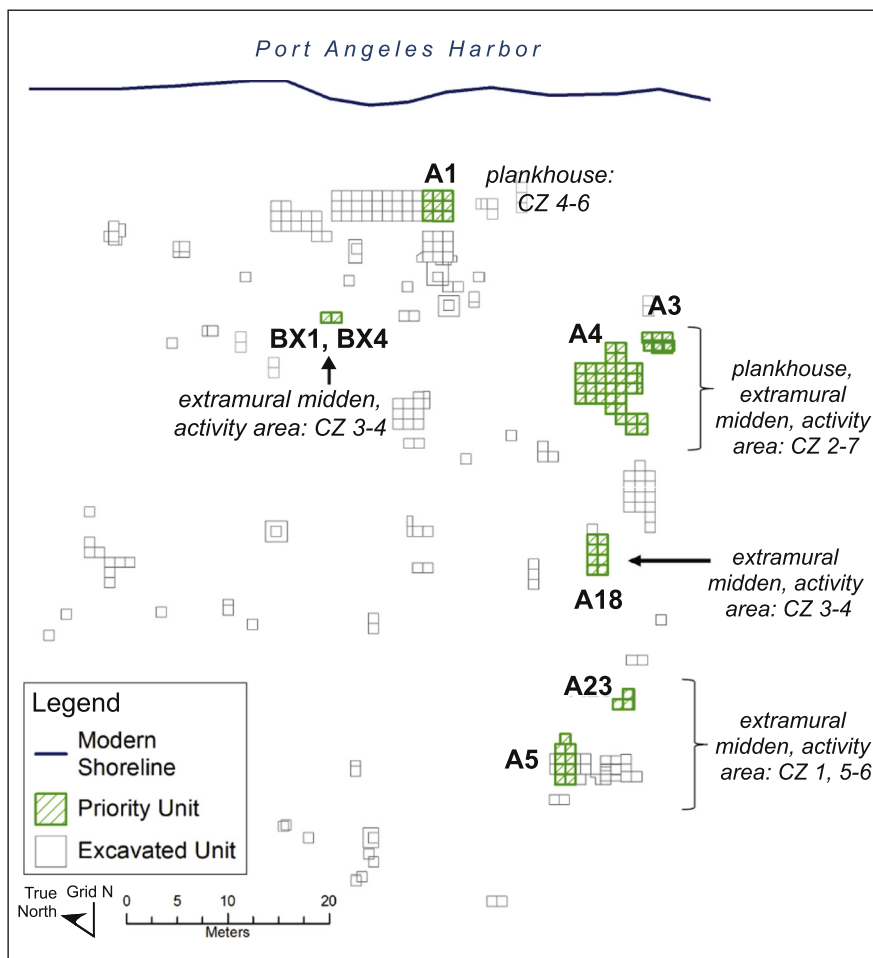 Port Angeles Harbor
A1
plankhouse:
CZ 4-6
A3
A4
BX1, BX4
extramural midden,
activity area: CZ 3-4
plankhouse,
extramural
midden, activity
area: CZ 2-7
extramural
midden, activity
area: CZ 3-4
A18
A23
A5
extramural
midden, activity
area: CZ 1, 5-6
Legend
Modern
Shoreline
Priority Unit
Excavated Unit
True
North
Grid N
0 5 10 20
Meters